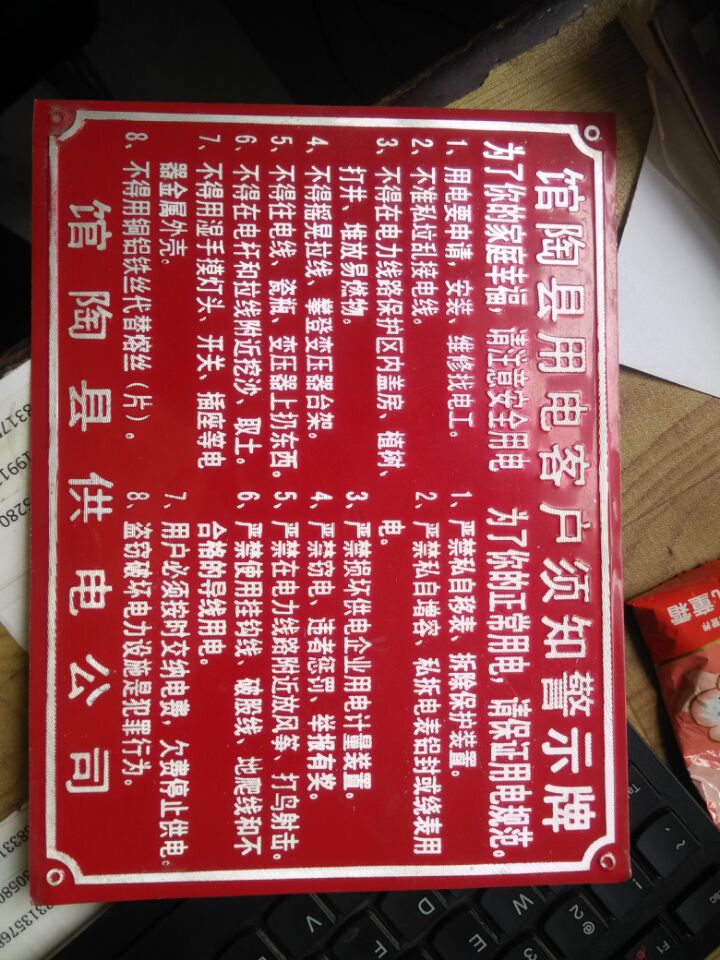 馆陶县用电客户须知警示牌
为了你的家庭幸福，请注意安全用电
1、用电要申请，安装、维修找电工。
2、不准私拉乱接电线。
3、不得在电力线路保护区内盖房、植树、
打井、堆放易燃物。
4、不得摇晃拉线、攀登变压器台架。
5、不得往电线、瓷瓶、变压器上扔东西。
6、不得在电杆和拉线附近挖沙、取土。
7、不得用湿手摸灯头、开关、插座等电
器金属外壳。
8、不得用铜铝铁丝代替熔丝（片）。
为了你的正常用电，请保证用电规范。
1、严禁私自移表、拆除保护装置。
2、严禁私自增容、私拆电表铅封或绕表用
电。
3、严禁损坏供电企业用电计量装置。
4、严禁窃电、违者惩罚、举报有奖。
5、严禁在电力线路附近放风筝、打鸟射击。
6、严禁使用挂钩线、破股线、地爬线和不
合格的导线用电。
7、用户必须按时交纳电费，欠费停止供电。
8、盗窃破坏电力设施是犯罪行为。
馆陶县供电公司